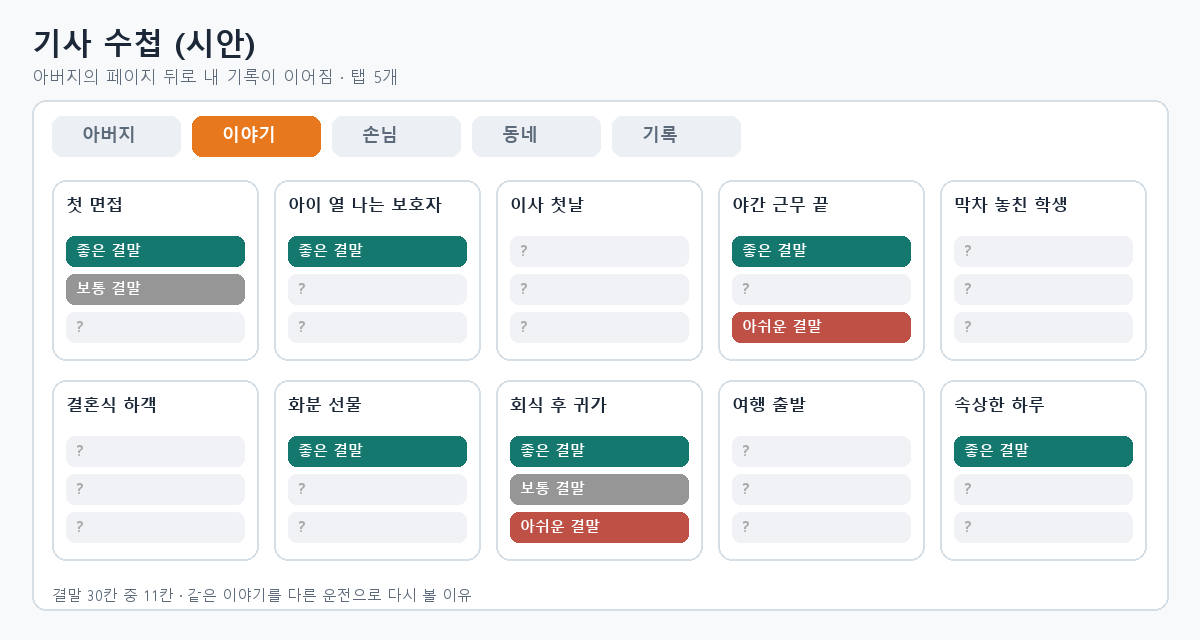 기사 수첩 (시안)
아버지의 페이지 뒤로 내 기록이 이어짐 · 탭 5개
아버지 이야기 손님 동네 기록
첫 면접
좋은 결말
보통 결말
?
아이 열 나는 보호자
좋은 결말
?
?
이사 첫날
?
?
?
야간 근무 끝
좋은 결말
?
아쉬운 결말
막차 놓친 학생
?
?
?
결혼식 하객
?
?
?
화분 선물
좋은 결말
?
?
회식 후 귀가
좋은 결말
보통 결말
아쉬운 결말
여행 출발
?
?
?
속상한 하루
좋은 결말
?
?
결말 30칸 중 11칸 · 같은 이야기를 다른 운전으로 다시 볼 이유